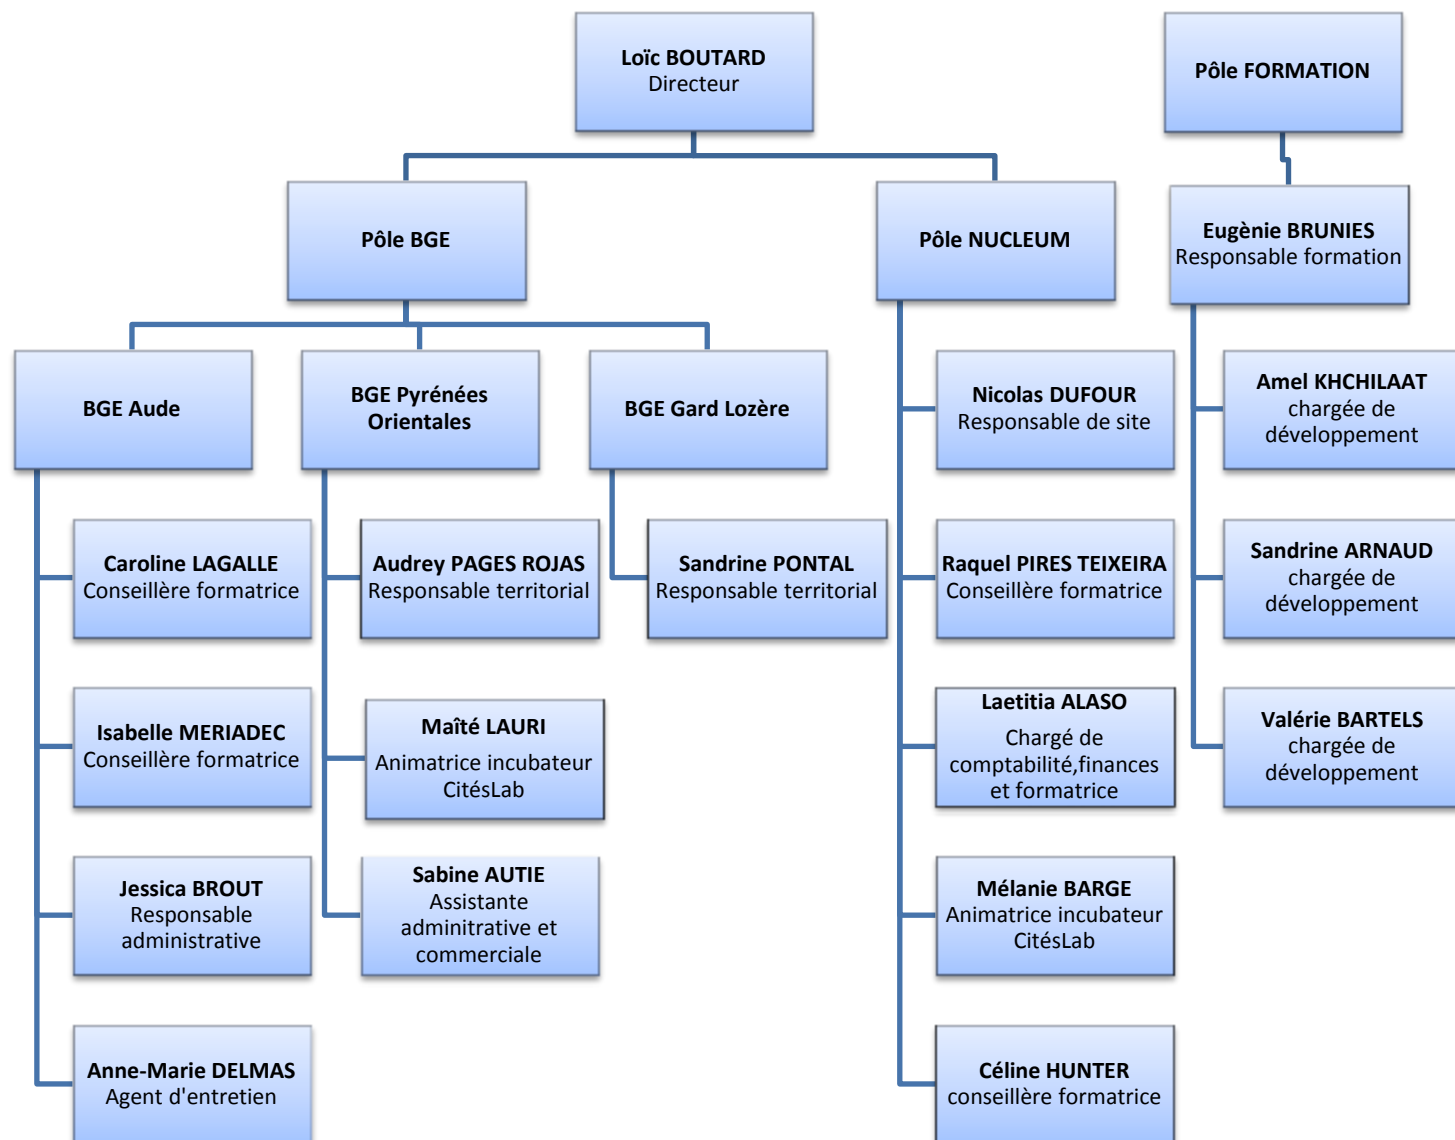 Loïc BOUTARD
Directeur
Pôle FORMATION
Pôle BGE
Pôle NUCLEUM
Eugènie BRUNIES
Responsable formation
BGE Aude
BGE Pyrénées
Orientales
BGE Gard Lozère
Nicolas DUFOUR
Responsable de site
Amel KHCHILAAT
chargée de
développement
Caroline LAGALLE
Conseillère formatrice
Audrey PAGES ROJAS
Responsable territorial
Sandrine PONTAL
Responsable territorial
Raquel PIRES TEIXEIRA
Conseillère formatrice
Sandrine ARNAUD
chargée de
développement
Isabelle MERIADEC
Conseillère formatrice
Maîté LAURI
Animatrice incubateur
CitésLab
Laetitia ALASO
Chargé de
comptabilité,finances
et formatrice
Valérie BARTELS
chargée de
développement
Jessica BROUT
Responsable
administrative
Sabine AUTIE
Assistante
adminitrative et
commerciale
Mélanie BARGE
Animatrice incubateur
CitésLab
Anne-Marie DELMAS
Agent d'entretien
Céline HUNTER
conseillère formatrice